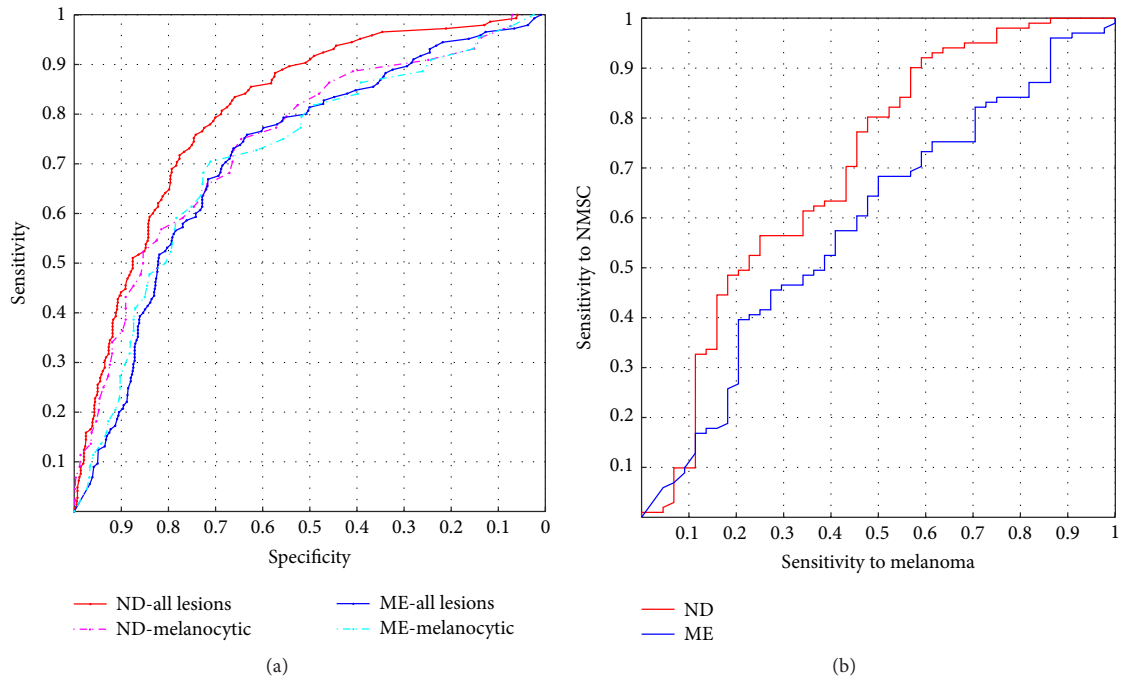 1
0.9
0.8
0.7
0.6
0.5
0.4
0.3
0.2
0.1
Sensitivity
0.9 0.8 0.7 0.6 0.5 0.4 0.3 0.2 0.1 0
Specificity
ND-all lesions
ND-melanocytic
ME-all lesions
ME-melanocytic
(a)
1
0.9
0.8
0.7
0.6
0.5
0.4
0.3
0.2
0.1
Sensitivity to NMSC
0.1 0.2 0.3 0.4 0.5 0.6 0.7 0.8 0.9 1
Sensitivity to melanoma
ND
ME
(b)